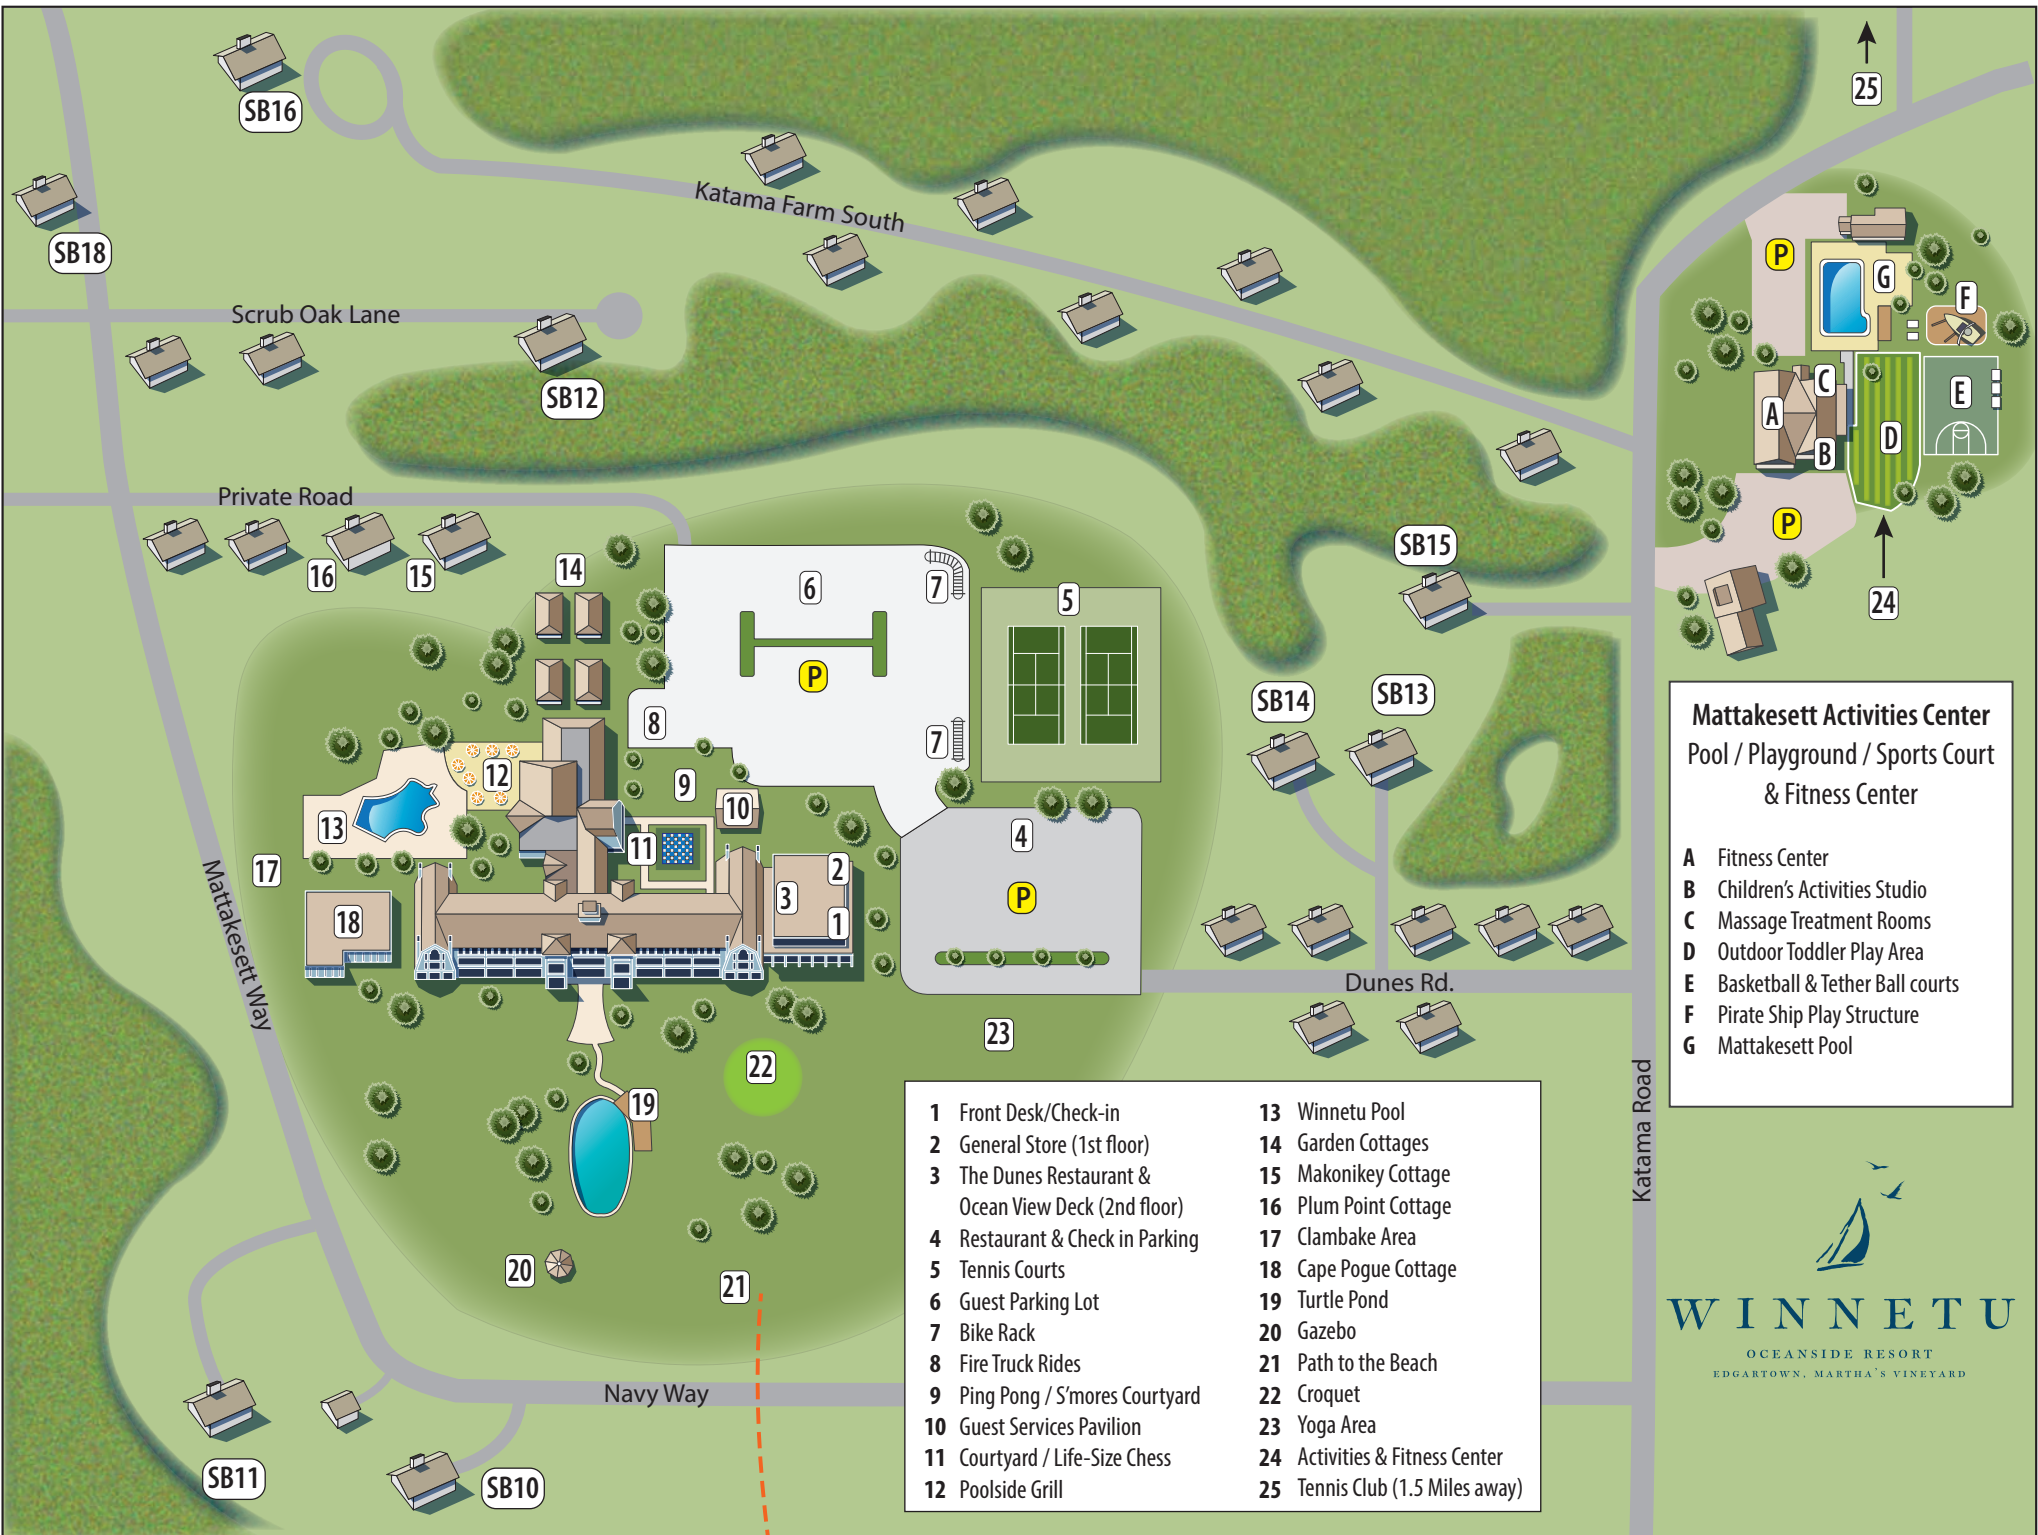 25
SB16
Katama Farm South
SB18
P
G
F
Scrub Oak Lane
SB12
C
E
A
D
B
Private Road
P
SB15
16
15
14
6
7
5
24
P
SB14
SB13
8
7
12
9
10
13
11
4
17
2
3
P
18
1
Mattakesett Way
Dunes Rd.
23
22
19
Katama Road
20
21
Navy Way
SB11
SB10
Mattakesett Activities Center
Pool / Playground / Sports Court
& Fitness Center
A Fitness Center
B Children's Activities Studio
C Massage Treatment Rooms
D Outdoor Toddler Play Area
E Basketball & Tether Ball courts
F Pirate Ship Play Structure
G Mattakesett Pool
1 Front Desk/Check-in
2 General Store (1st floor)
3 The Dunes Restaurant &
Ocean View Deck (2nd floor)
4 Restaurant & Check in Parking
5 Tennis Courts
6 Guest Parking Lot
7 Bike Rack
8 Fire Truck Rides
9 Ping Pong / S'mores Courtyard
10 Guest Services Pavilion
11 Courtyard / Life-Size Chess
12 Poolside Grill
13 Winnetu Pool
14 Garden Cottages
15 Makonikey Cottage
16 Plum Point Cottage
17 Clambake Area
18 Cape Pogue Cottage
19 Turtle Pond
20 Gazebo
21 Path to the Beach
22 Croquet
23 Yoga Area
24 Activities & Fitness Center
25 Tennis Club (1.5 Miles away)
WINNETU
OCEANSIDE RESORT
EDGARTOWN, MARTHA'S VINEYARD